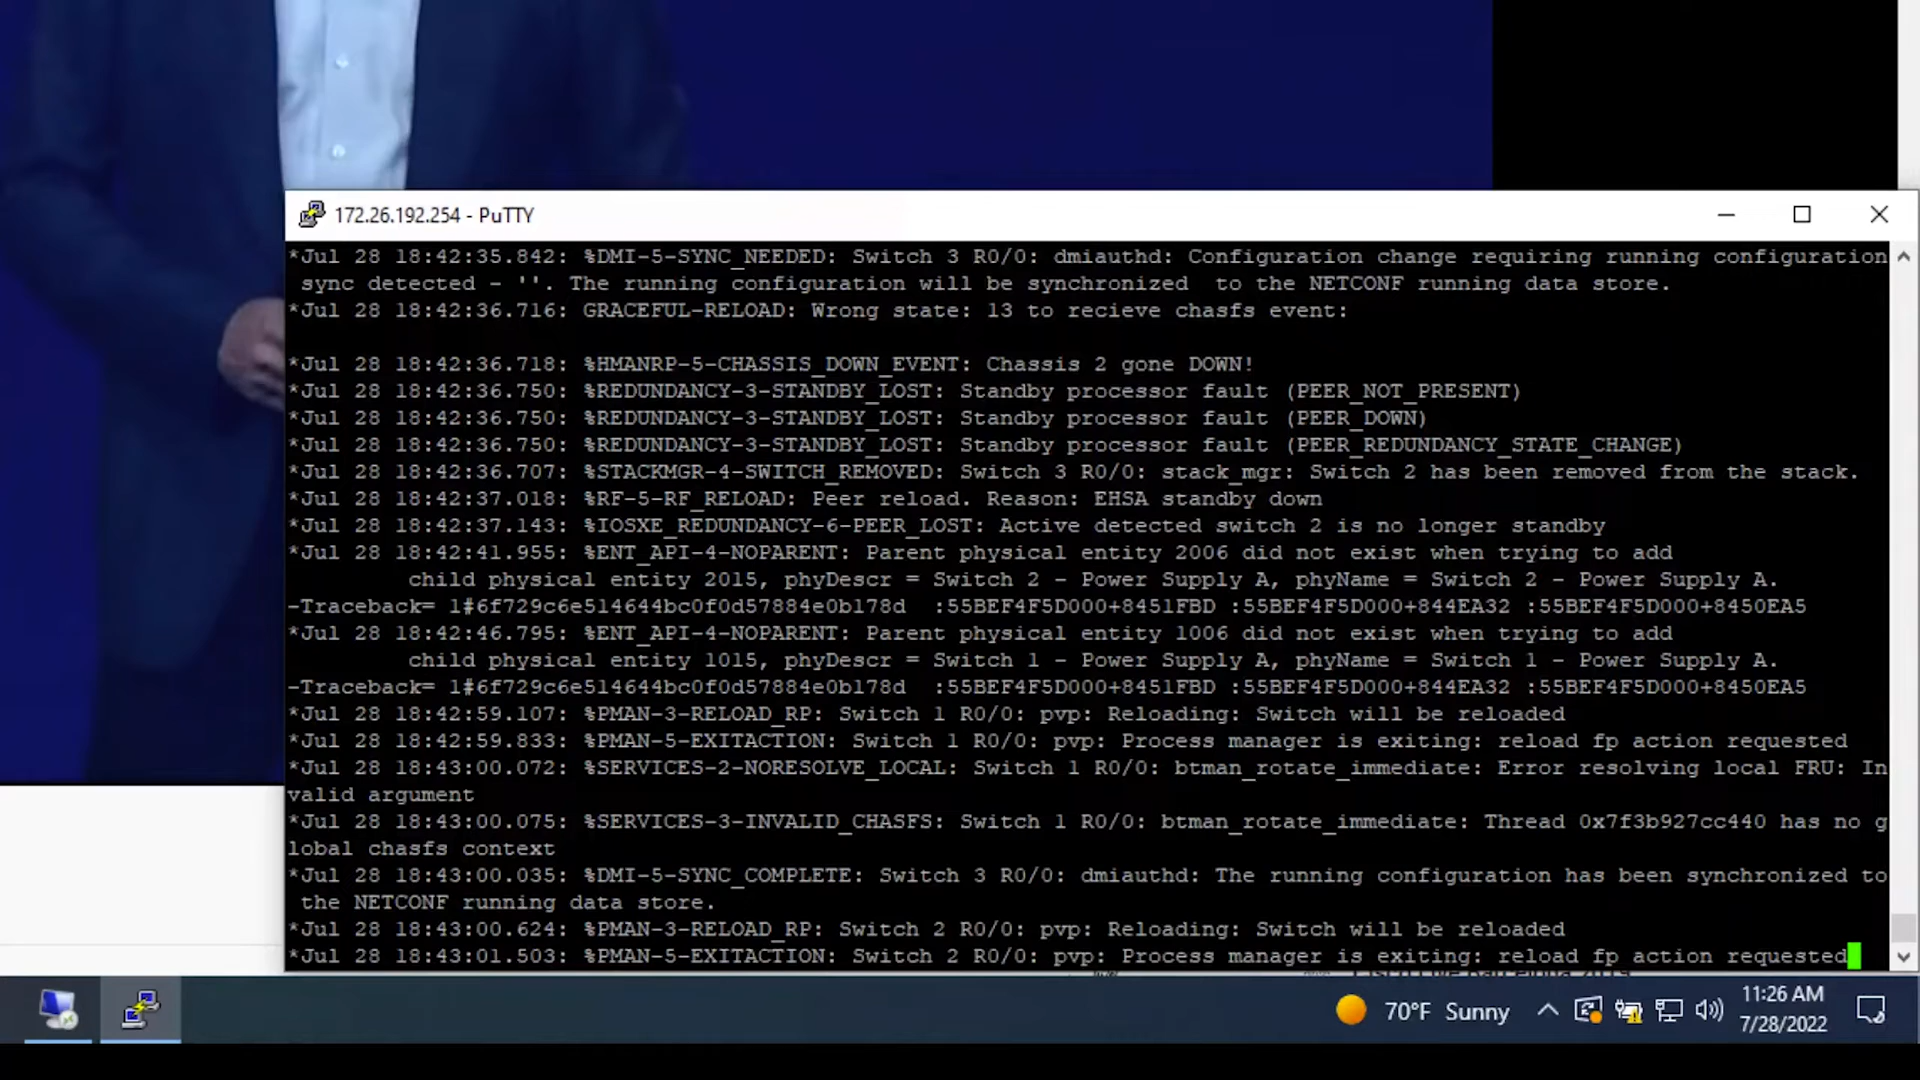 172.26.192.254 - PuTTY
*Jul 28 18:42:35.842: %DMI-5-SYNC_NEEDED: Switch 3 R0/0: dmiauthd: Configuration change requiring running configuration
sync detected - ''. The running configuration will be synchronized  to the NETCONF running data store.
*Jul 28 18:42:36.716: GRACEFUL-RELOAD: Wrong state: 13 to recieve chasfs event:
*Jul 28 18:42:36.718: %HMANRP-5-CHASSIS_DOWN_EVENT: Chassis 2 gone DOWN!
*Jul 28 18:42:36.750: %REDUNDANCY-3-STANDBY_LOST: Standby processor fault (PEER_NOT_PRESENT)
*Jul 28 18:42:36.750: %REDUNDANCY-3-STANDBY_LOST: Standby processor fault (PEER_DOWN)
*Jul 28 18:42:36.750: %REDUNDANCY-3-STANDBY_LOST: Standby processor fault (PEER_REDUNDANCY_STATE_CHANGE)
*Jul 28 18:42:36.707: %STACKMGR-4-SWITCH_REMOVED: Switch 3 R0/0: stack_mgr: Switch 2 has been removed from the stack.
*Jul 28 18:42:37.018: %RF-5-RF_RELOAD: Peer reload. Reason: EHSA standby down
*Jul 28 18:42:37.143: %IOSXE_REDUNDANCY-6-PEER_LOST: Active detected switch 2 is no longer standby
*Jul 28 18:42:41.955: %ENT_API-4-NOPARENT: Parent physical entity 2006 did not exist when trying to add
child physical entity 2015, phyDescr = Switch 2 - Power Supply A, phyName = Switch 2 - Power Supply A.
-Traceback= 1#6f729c6e514644bc0f0d57884e0b178d  :55BEF4F5D000+8451FBD :55BEF4F5D000+844EA32 :55BEF4F5D000+8450EA5
*Jul 28 18:42:46.795: %ENT_API-4-NOPARENT: Parent physical entity 1006 did not exist when trying to add
child physical entity 1015, phyDescr = Switch 1 - Power Supply A, phyName = Switch 1 - Power Supply A.
-Traceback= 1#6f729c6e514644bc0f0d57884e0b178d  :55BEF4F5D000+8451FBD :55BEF4F5D000+844EA32 :55BEF4F5D000+8450EA5
*Jul 28 18:42:59.107: %PMAN-3-RELOAD_RP: Switch 1 R0/0: pvp: Reloading: Switch will be reloaded
*Jul 28 18:42:59.833: %PMAN-5-EXITACTION: Switch 1 R0/0: pvp: Process manager is exiting: reload fp action requested
*Jul 28 18:43:00.072: %SERVICES-2-NORESOLVE_LOCAL: Switch 1 R0/0: btman_rotate_immediate: Error resolving local FRU: In
valid argument
*Jul 28 18:43:00.075: %SERVICES-3-INVALID_CHASFS: Switch 1 R0/0: btman_rotate_immediate: Thread 0x7f3b927cc440 has no g
lobal chasfs context
*Jul 28 18:43:00.035: %DMI-5-SYNC_COMPLETE: Switch 3 R0/0: dmiauthd: The running configuration has been synchronized to
the NETCONF running data store.
*Jul 28 18:43:00.624: %PMAN-3-RELOAD_RP: Switch 2 R0/0: pvp: Reloading: Switch will be reloaded
*Jul 28 18:43:01.503: %PMAN-5-EXITACTION: Switch 2 R0/0: pvp: Process manager is exiting: reload fp action requested
70°F Sunny
11:26 AM
7/28/2022